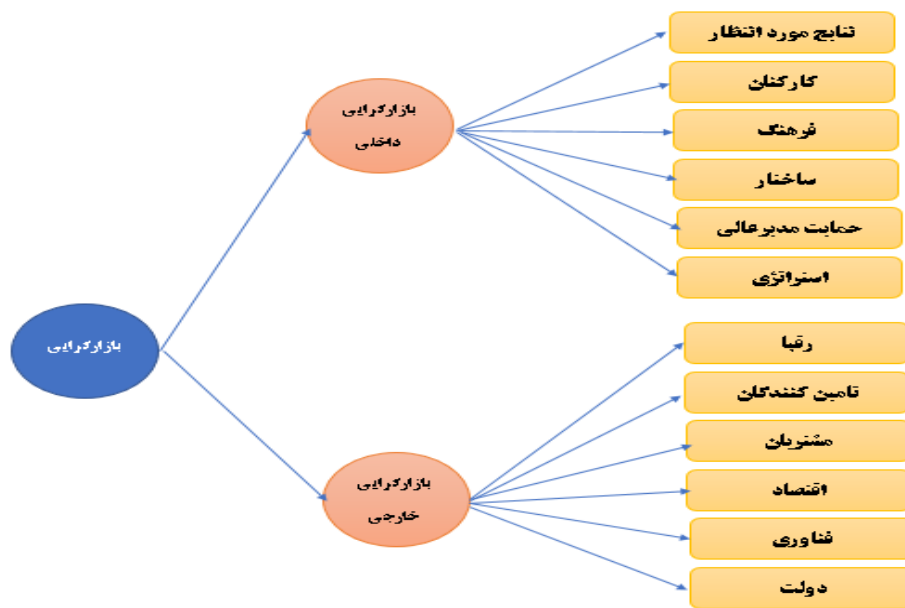 نتایج مورد انتظار
کارکنان
فرهنگ
ساختار
حمایت مدیرعالی
استراتژی
بازارگرایی
داخلی
بازارگرایی
رقبا
تامین کنندگان
مشتریان
اقتصاد
فناوری
دولت
بازارگرایی
خارجی